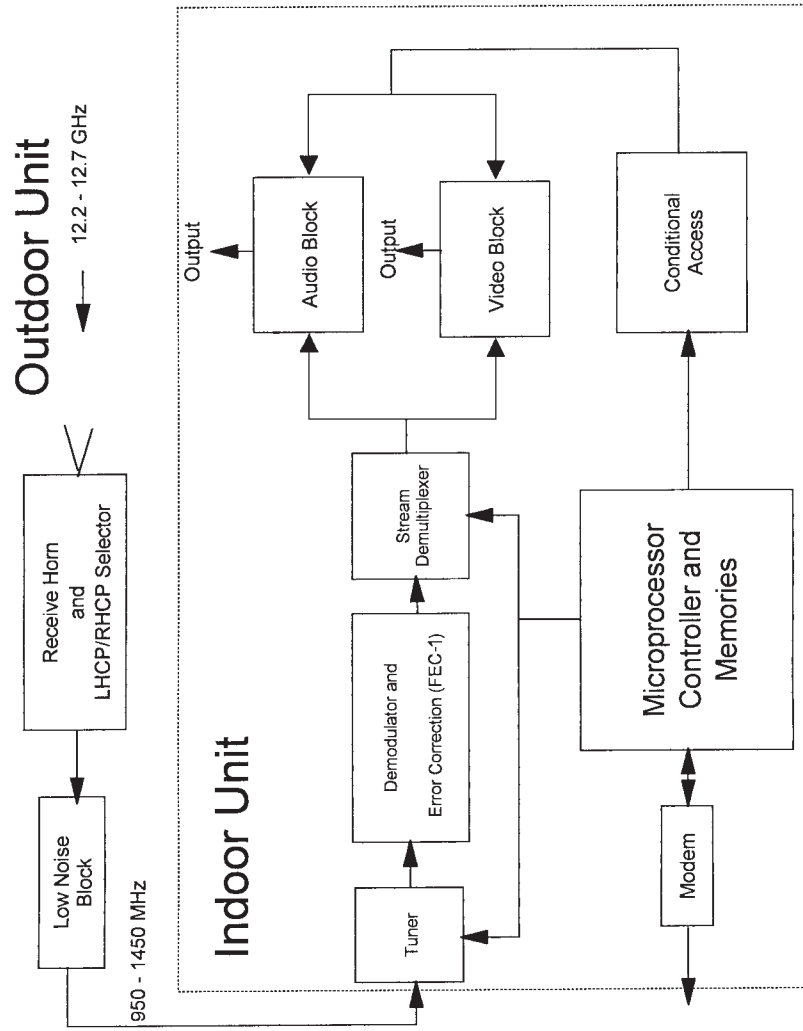 Outdoor Unit
12.2 - 12.7 GHz
Receive Horn
and
LHCP/RHCP Selector
Low Noise
Block
950 - 1450 MHz
Indoor Unit
Tuner
Demodulator and
Error Correction (FEC-1)
Stream
Demultiplexer
Output
Audio Block
Output
Video Block
Conditional
Access
Microprocessor
Controller and
Memories
Modem